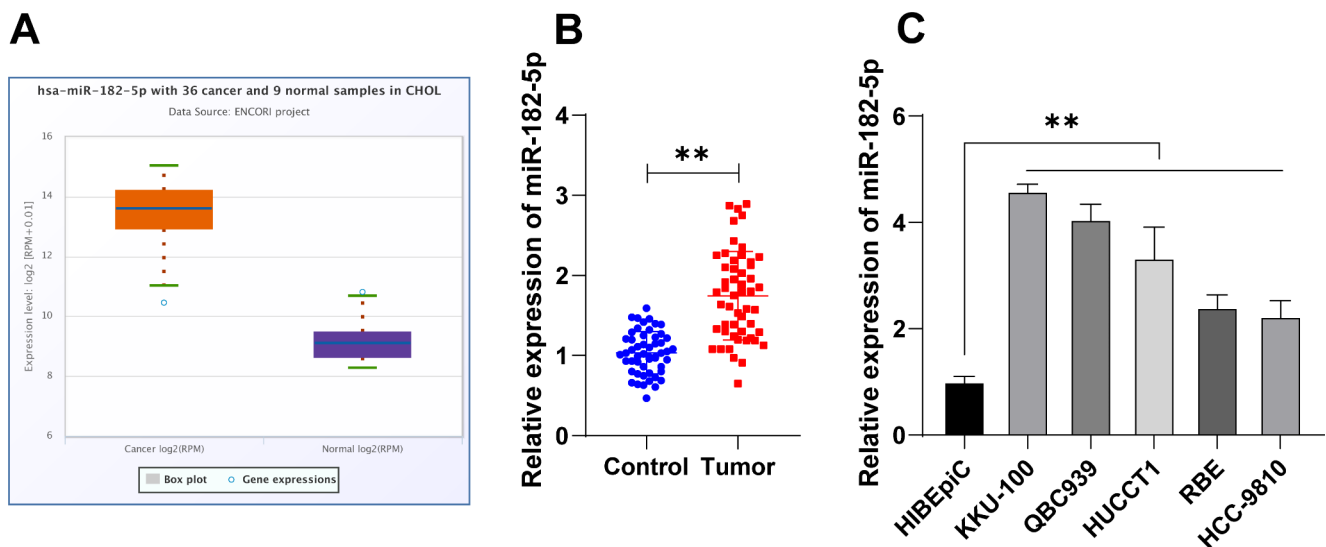 A
hsa-miR-182-5p with 36 cancer and 9 normal samples in CHOL
Data Source: ENCORI project
Expression level: log2 [RPM+0.01]
16
14
12
10
8
6
Cancer log2(RPM)
Normal log2(RPM)
Box plot
Gene expressions
B
Relative expression of miR-182-5p
4
3
2
1
0
**
Control
Tumor
C
Relative expression of miR-182-5p
6
4
2
0
**
HIBEpiC
KKU-100
QBC939
HUCCT1
RBE
HCC-9810